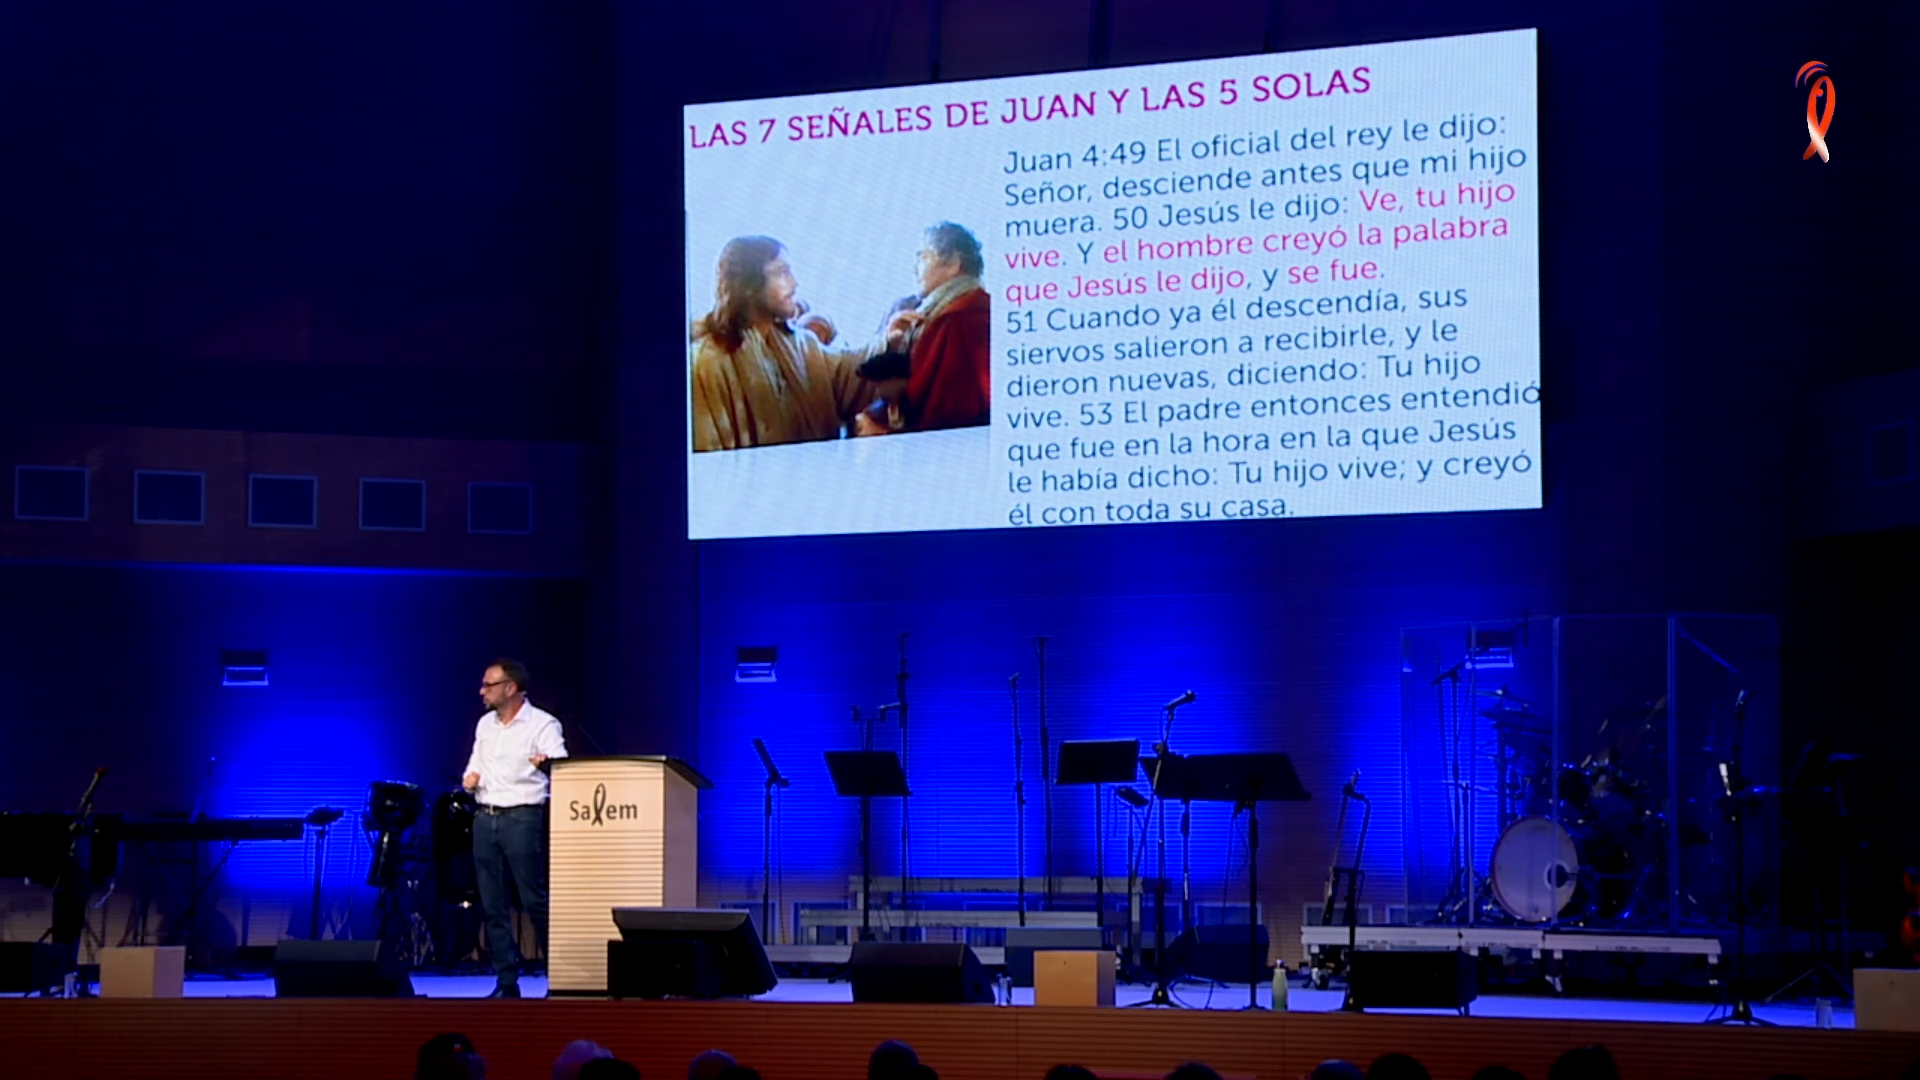 LAS 7 SEÑALES DE JUAN Y LAS 5 SOLAS
Juan 4:49 El oficial del rey le dijo:
Señor, desciende antes que mi hijo
muera. 50 Jesús le dijo: Ve, tu hijo
vive. Y el hombre creyó la palabra
que Jesús le dijo, y se fue.
51 Cuando ya él descendía, sus
siervos salieron a recibirle, y le
dieron nuevas, diciendo: Tu hijo
vive. 53 El padre entonces entendió
que fue en la hora en la que Jesús
le había dicho: Tu hijo vive; y creyó
él con toda su casa.
Salem